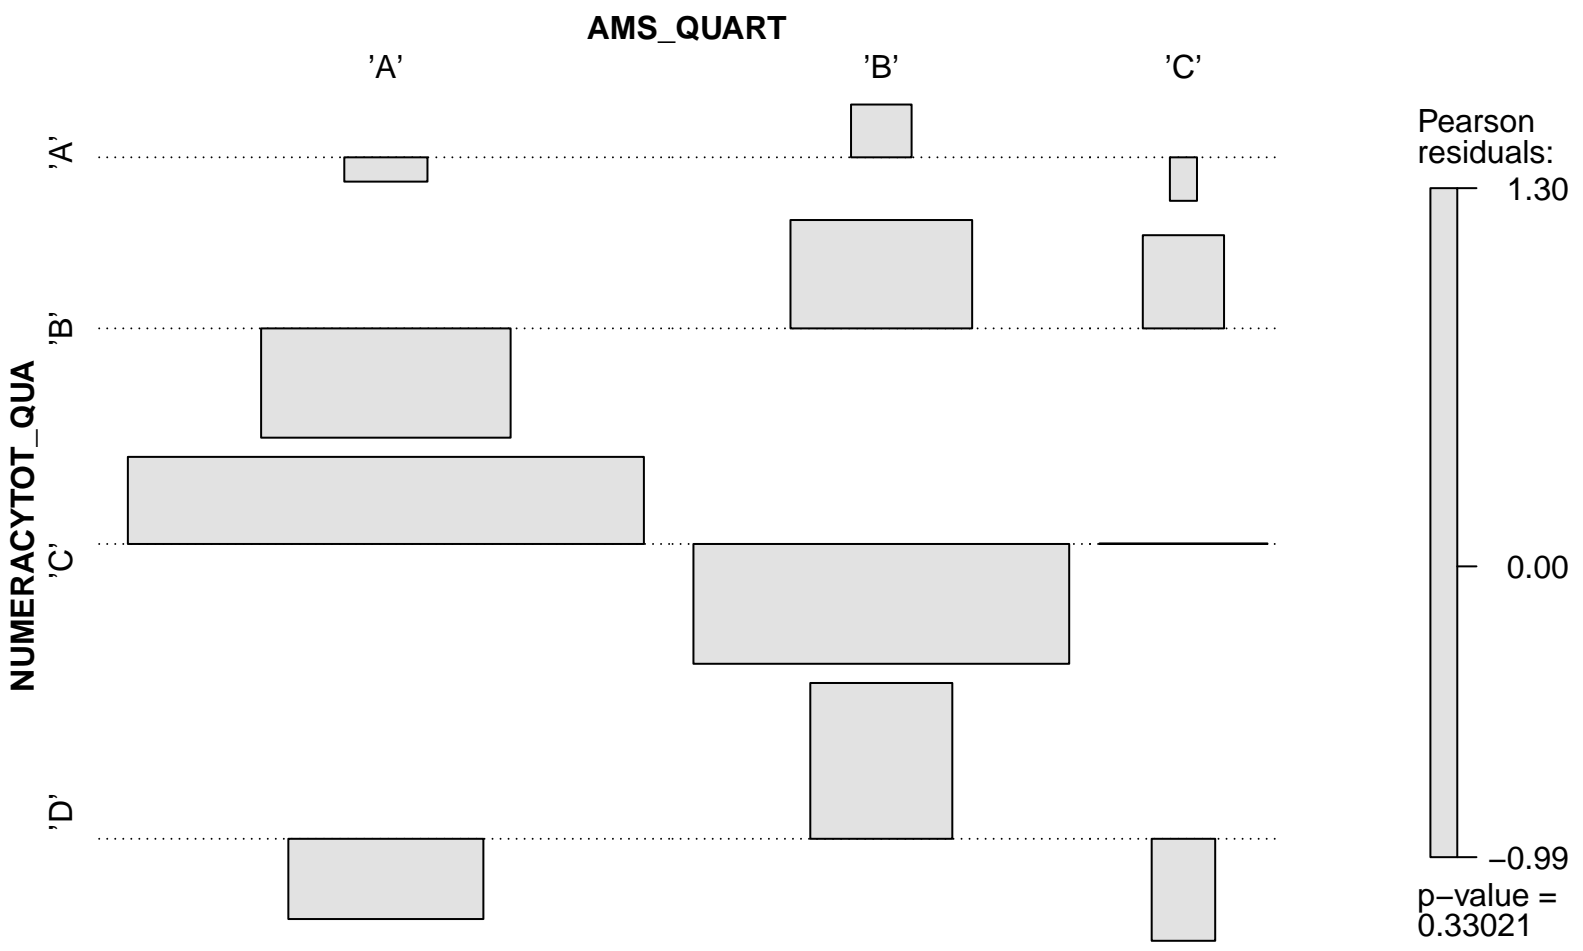 AMS_QUART
’A’ ’B’ ’C’
NUMERACYTOT_QUA
’A’
’B’
’C’
’D’
Pearson
residuals:
1.30
0.00
−0.99
p−value =
0.33021